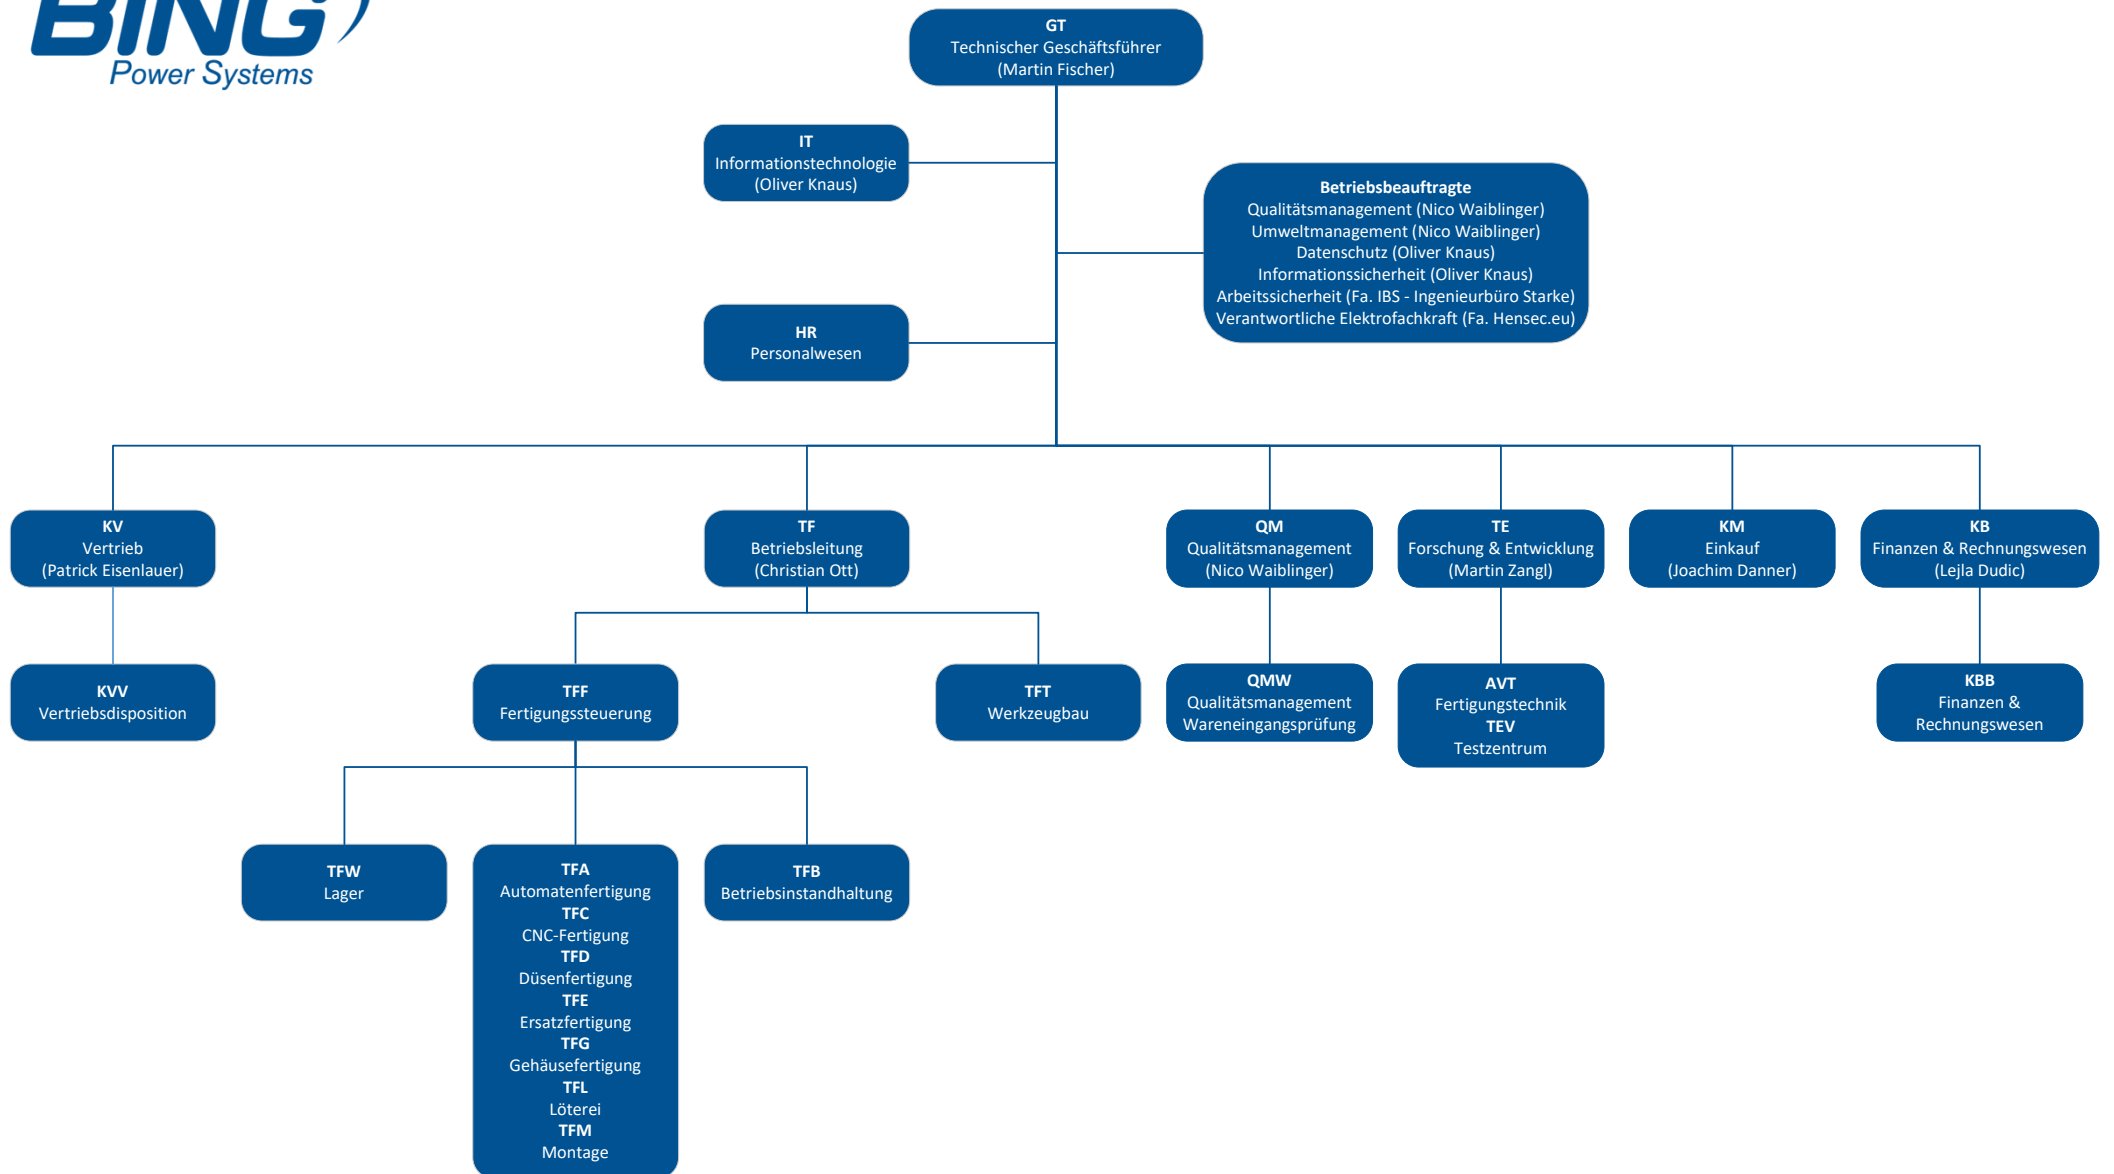 BING
Power Systems
GT
Technischer Geschäftsführer
(Martin Fischer)
IT
Informationstechnologie
(Oliver Knaus)
Betriebsbeauftragte
Qualitätsmanagement (Nico Waiblinger)
Umweltmanagement (Nico Waiblinger)
Datenschutz (Oliver Knaus)
Informationssicherheit (Oliver Knaus)
Arbeitssicherheit (Fa. IBS - Ingenieurbüro Starke)
Verantwortliche Elektrofachkraft (Fa. Hensec.eu)
HR
Personalwesen
KV
Vertrieb
(Patrick Eisenlauer)
TF
Betriebsleitung
(Christian Ott)
QM
Qualitätsmanagement
(Nico Waiblinger)
TE
Forschung & Entwicklung
(Martin Zangl)
KM
Einkauf
(Joachim Danner)
KB
Finanzen & Rechnungswesen
(Lejla Dudic)
KVV
Vertriebsdisposition
TFF
Fertigungssteuerung
TFT
Werkzeugbau
QMW
Qualitätsmanagement
Wareneingangsprüfung
AVT
Fertigungstechnik
TEV
Testzentrum
KBB
Finanzen &
Rechnungswesen
TFW
Lager
TFA
Automatenfertigung
TFC
CNC-Fertigung
TFD
Düsenfertigung
TFE
Ersatzfertigung
TFG
Gehäusefertigung
TFL
Löterei
TFM
Montage
TFB
Betriebsinstandhaltung